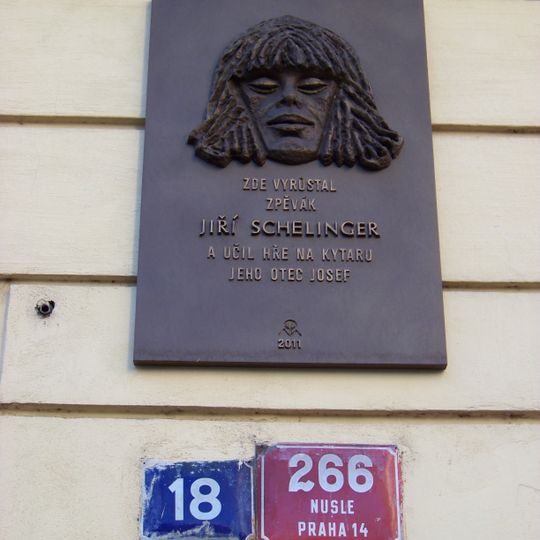 ZDE VYRŮSTAL
ZPĚVÁK
JIŘÍ SCHELINGER
A UČIL HŘE NA KYTARU
JEHO OTEC JOSEF
2011
18
266
NUSLE
PRAHA 14